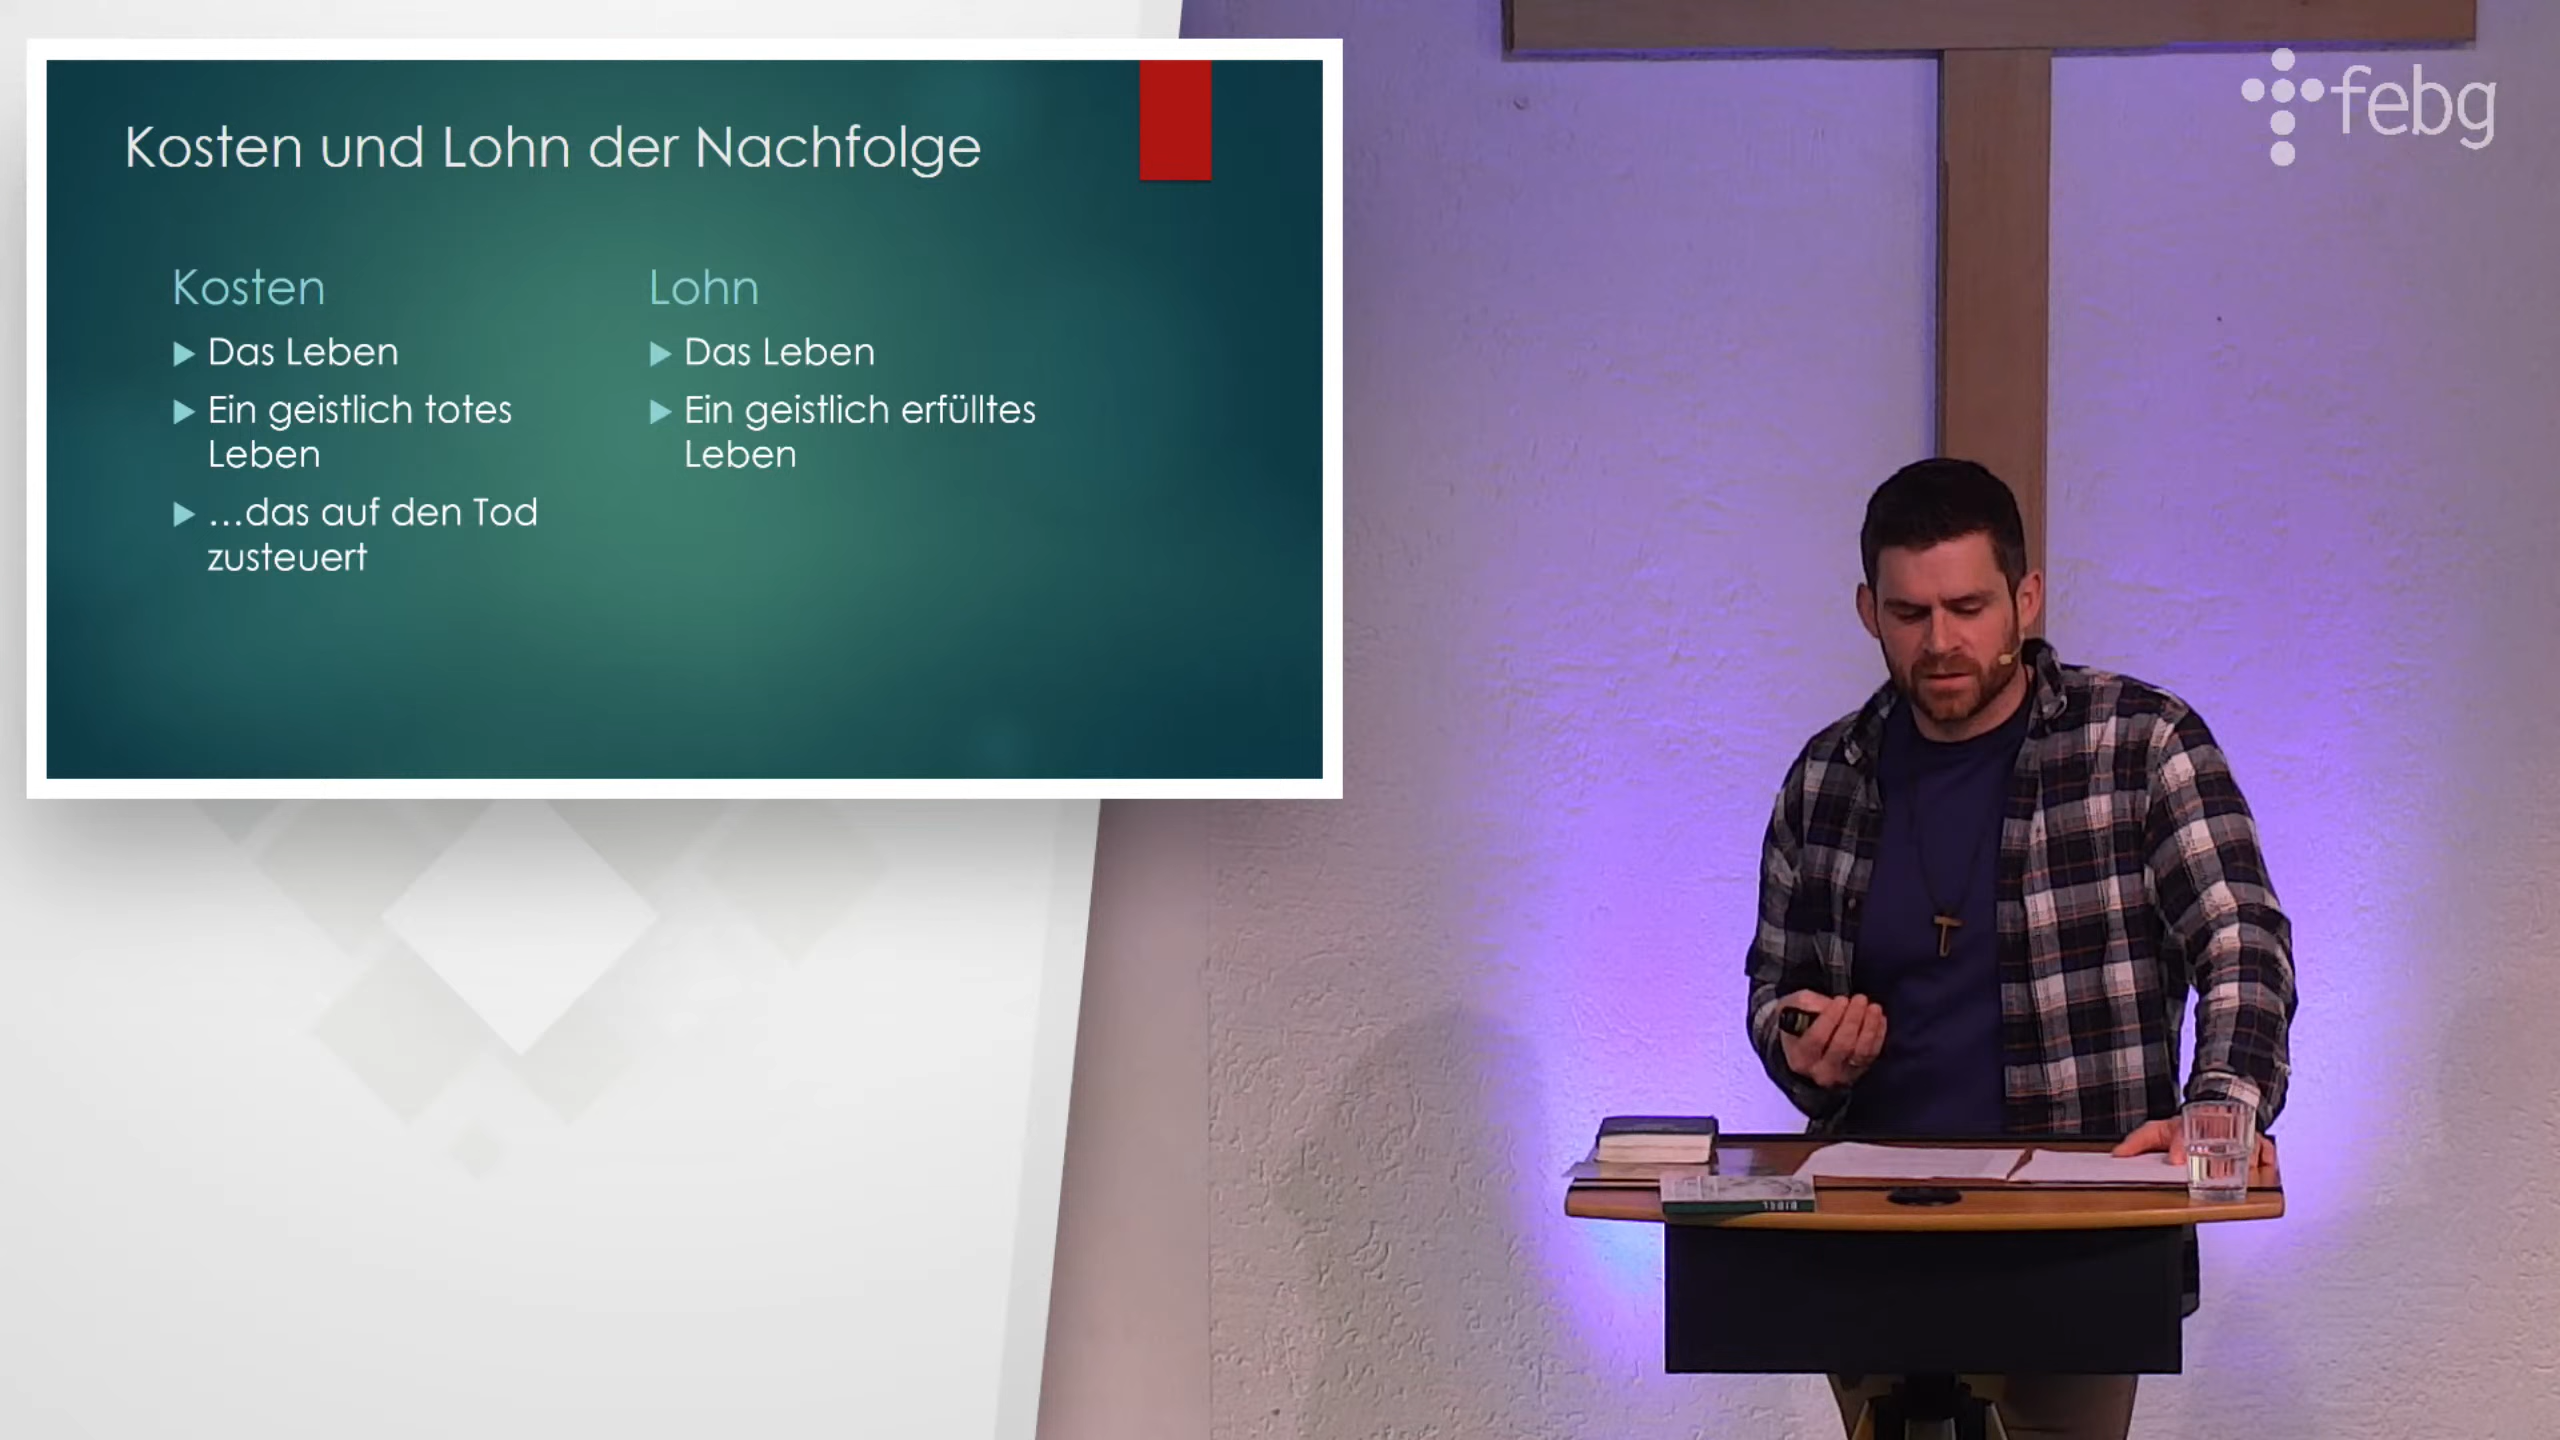 Kosten und Lohn der Nachfolge
Kosten
Das Leben
Ein geistlich totes
Leben
...das auf den Tod
zusteuert
Lohn
Das Leben
Ein geistlich erfülltes
Leben
febg
BIBEL